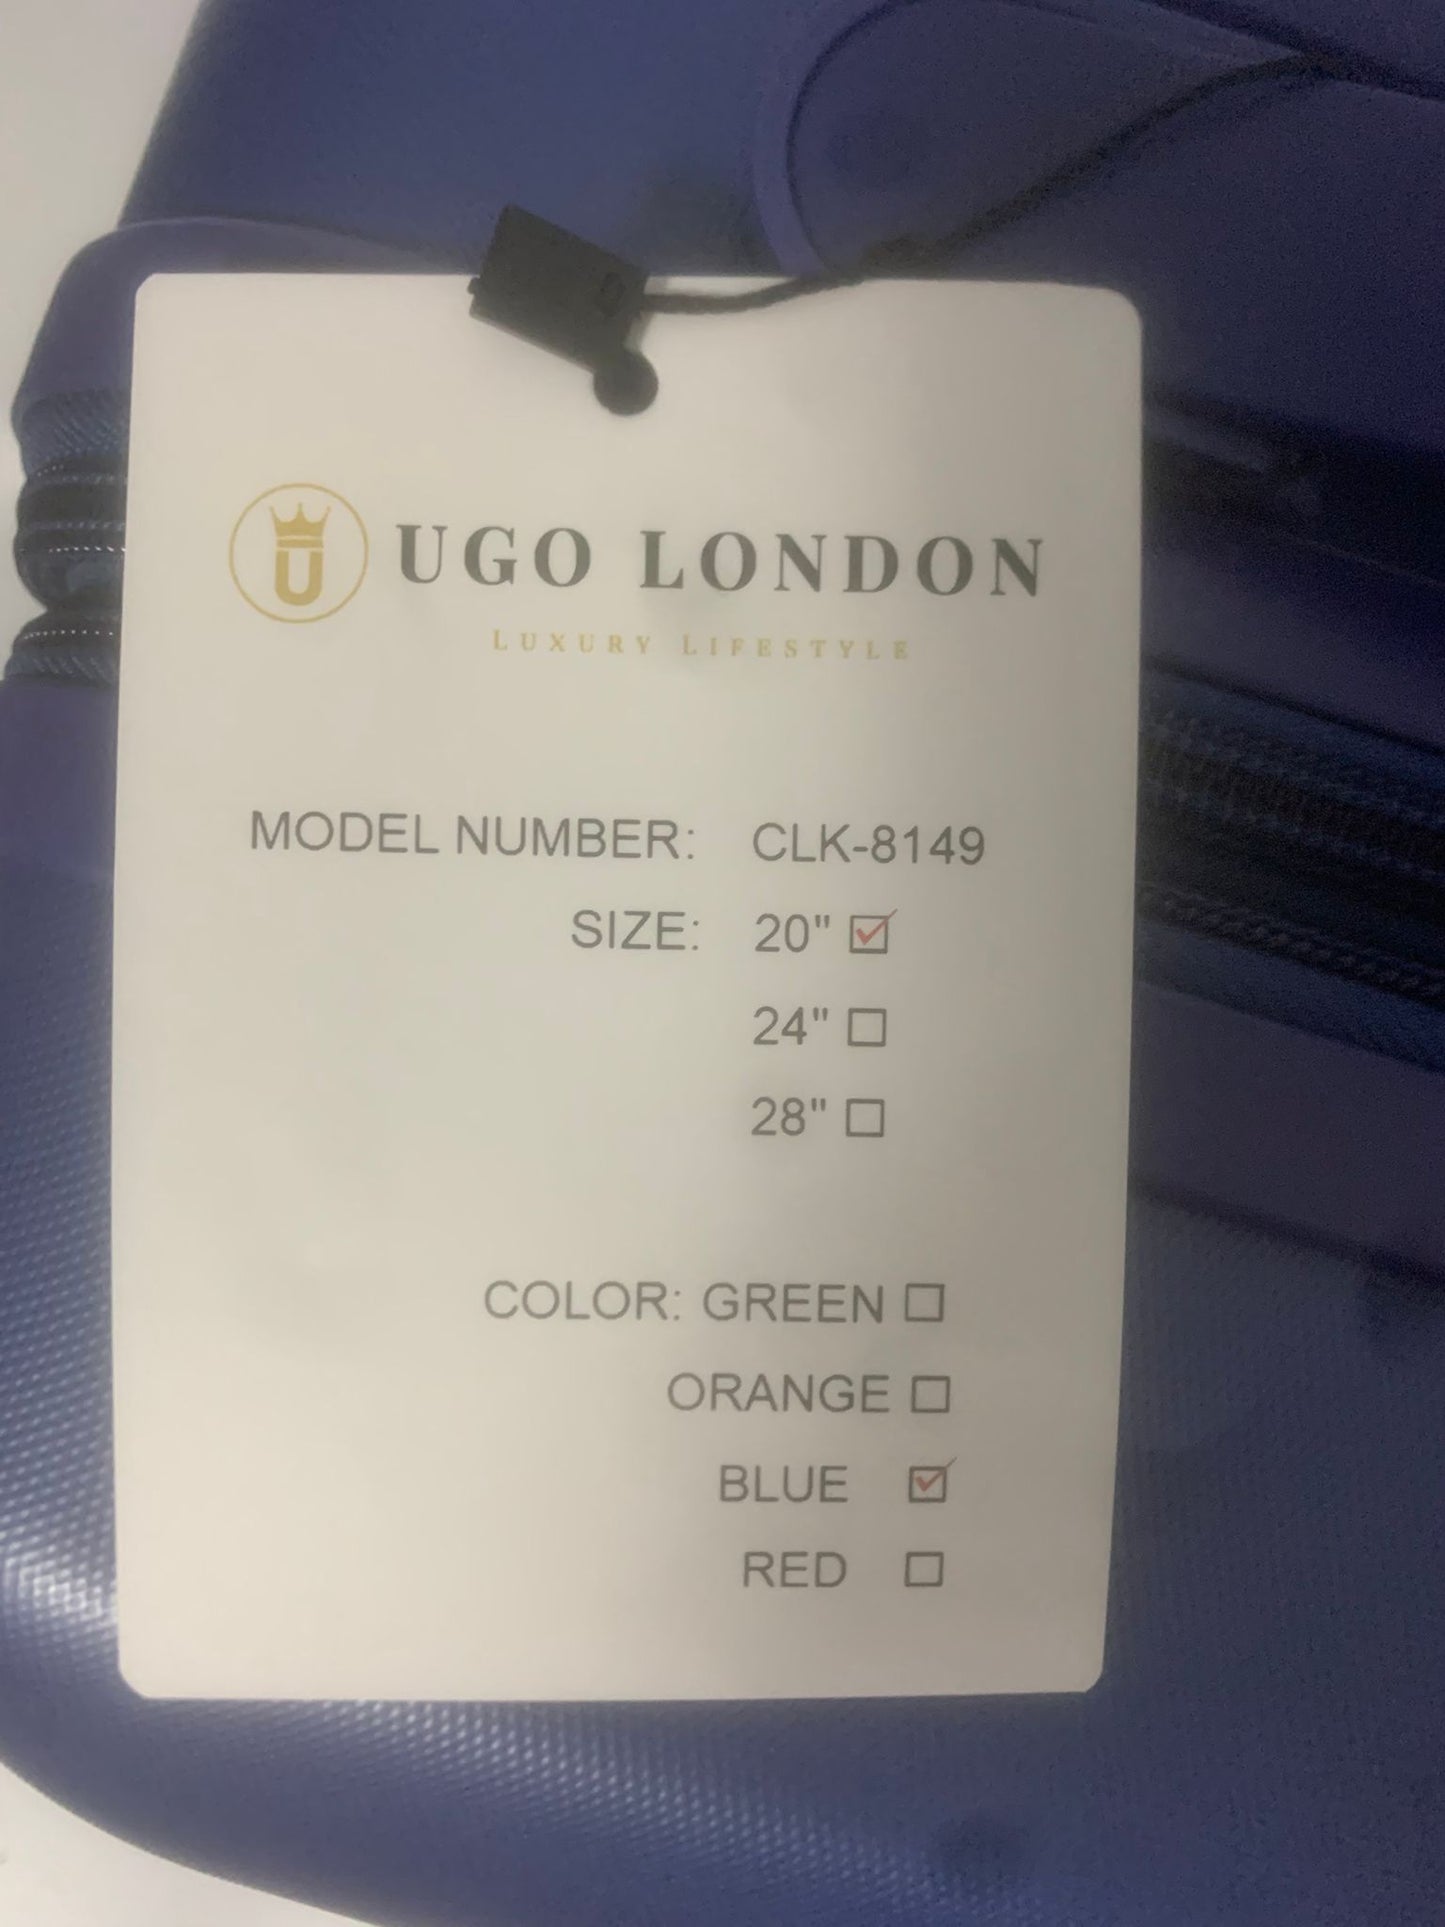 U UGO LONDON
LUXURY LIFESTYLE
MODEL NUMBER: CLK-8149
SIZE: 20" ☑
24" ☐
28" ☐
COLOR: GREEN ☐
ORANGE ☐
BLUE ☑
RED ☐